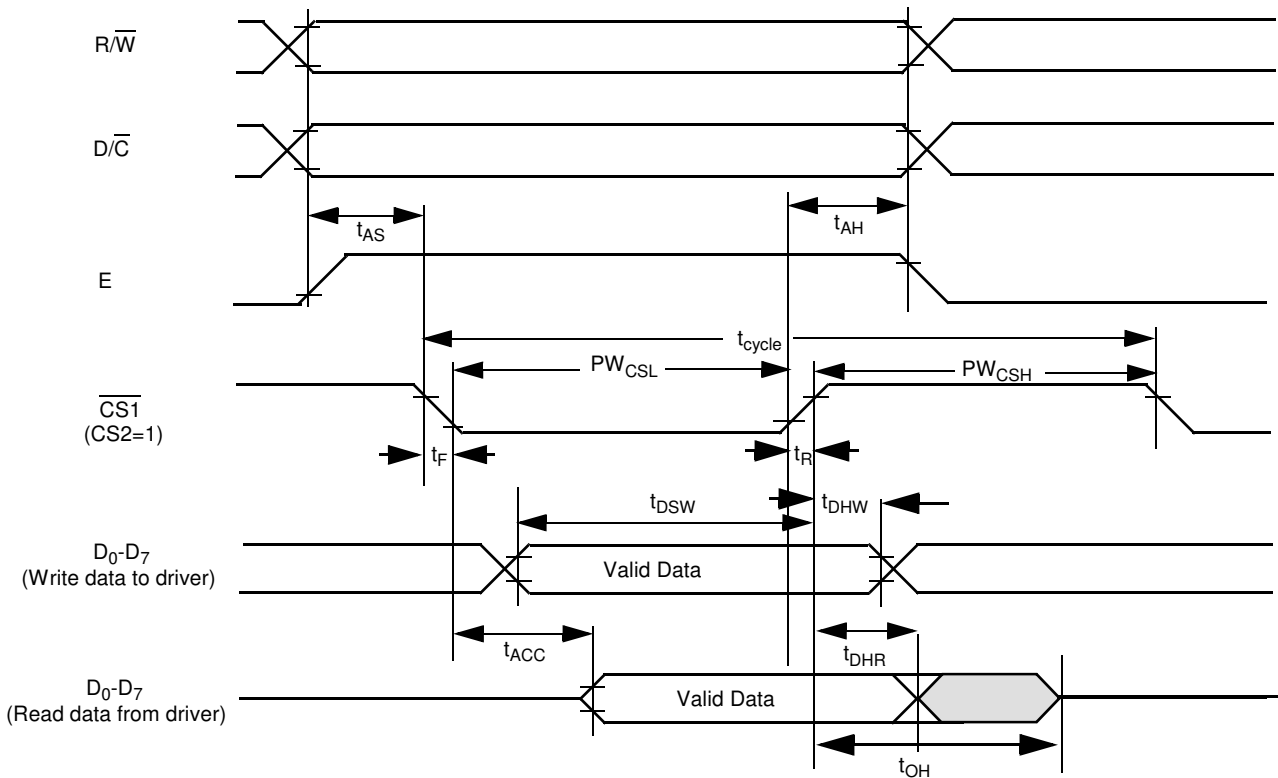 R/W̅
D/C̅
tAS
tAH
E
tcycle
PWCSL
PWCSH
C̅S̅1̅
(CS2=1)
tF
tR
tDSW
tDHW
D0-D7
(Write data to driver)
Valid Data
tACC
tDHR
D0-D7
(Read data from driver)
Valid Data
tOH